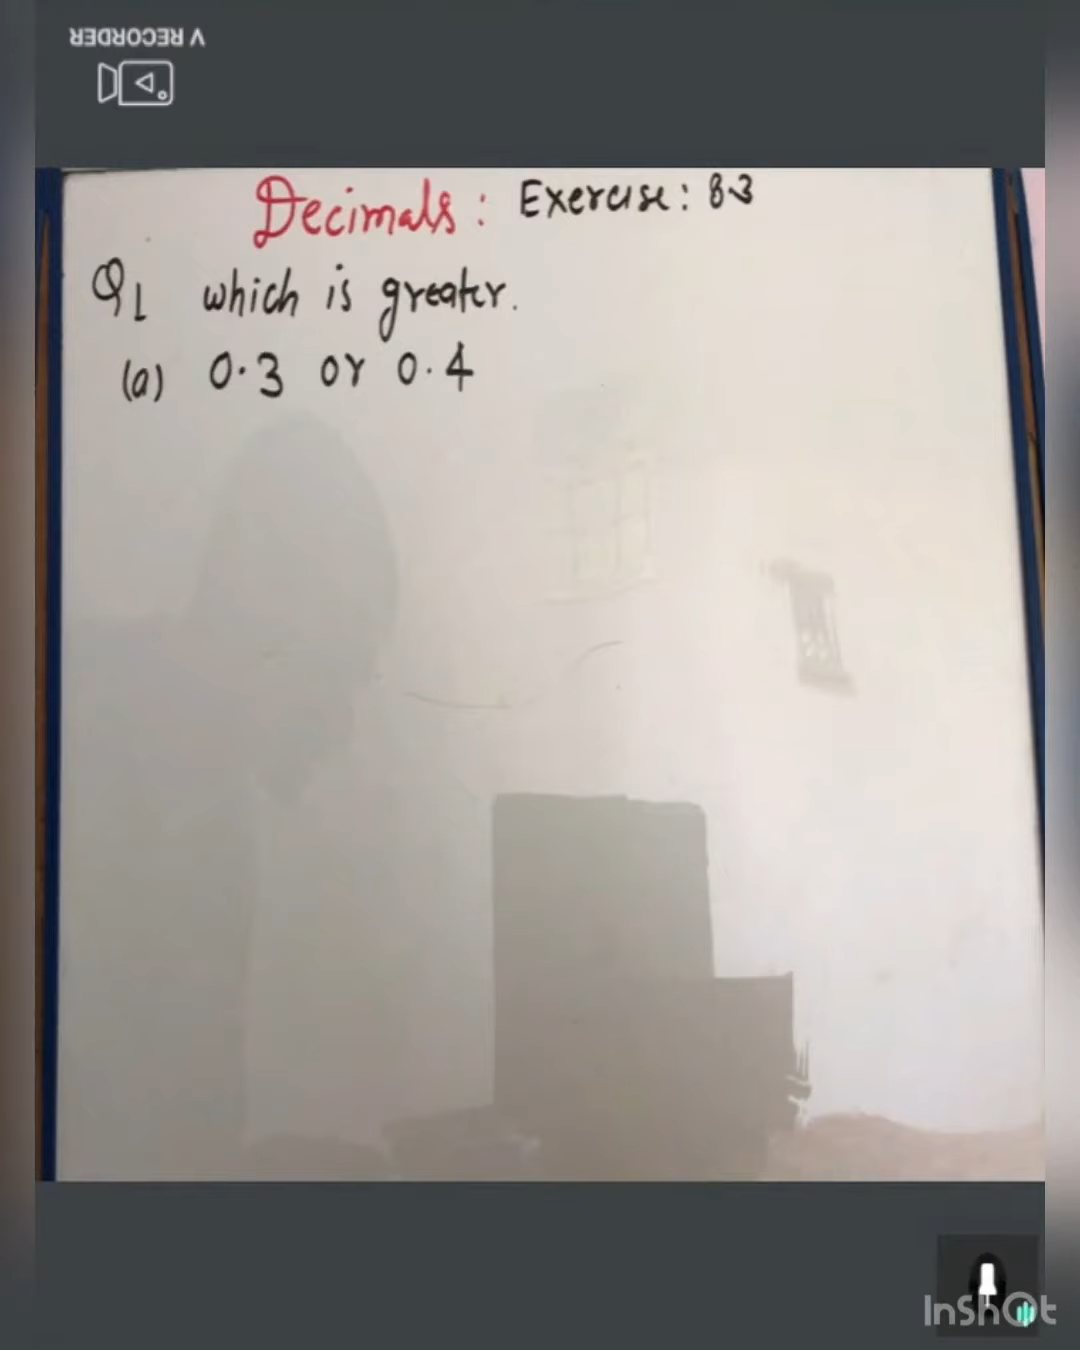 V RECORDER
Decimals: Exercise: 8.3
Q1 which is greater.
(a) 0.3 or 0.4
InShOt